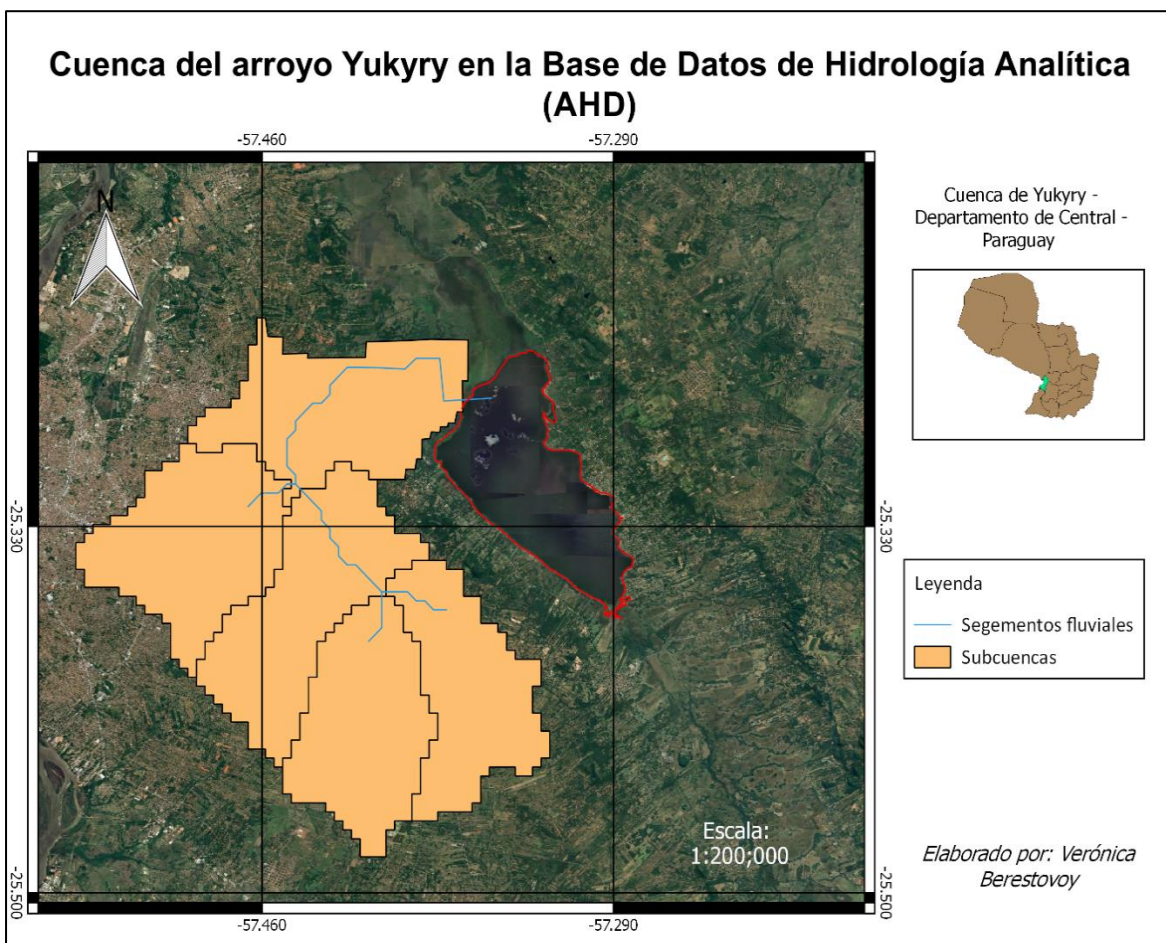 Cuenca del arroyo Yukyry en la Base de Datos de Hidrología Analítica
(AHD)
-57.460
-57.290
N
Cuenca de Yukyry -
Departamento de Central -
Paraguay
-25.330
-25.330
Leyenda
Segementos fluviales
Subcuencas
Escala:
1:200;000
Elaborado por: Verónica
Berestovoy
-25.500
-25.500
-57.460
-57.290